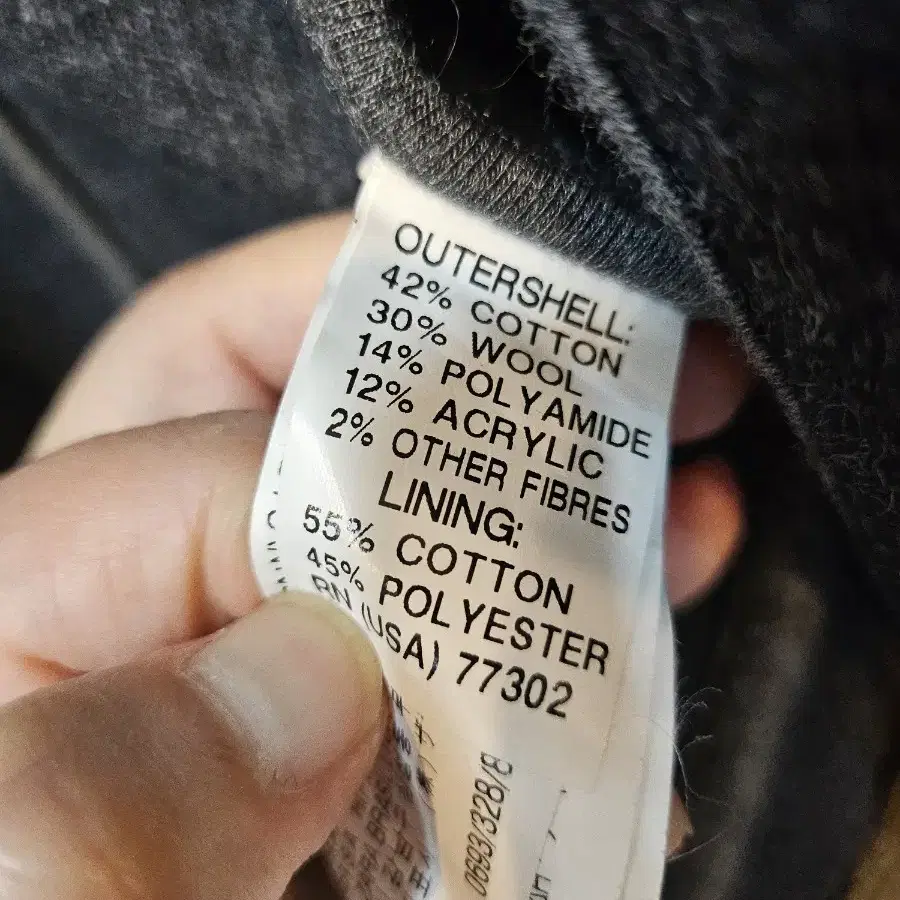 OUTERSHELL:
42% COTTON
30% WOOL
14% POLYAMIDE
12% ACRYLIC
2% OTHER FIBRES
LINING:
55% COTTON
45% POLYESTER
RN (USA) 77302
0693/328/8